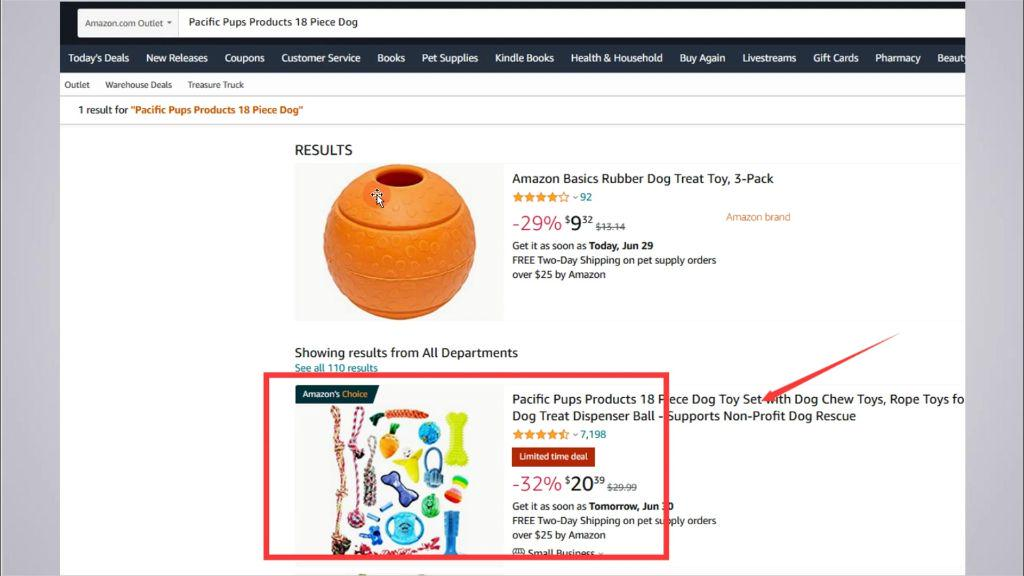 Amazon.com Outlet Pacific Pups Products 18 Piece Dog
Today's Deals New Releases Coupons Customer Service Books Pet Supplies Kindle Books Health & Household Buy Again Livestreams Gift Cards Pharmacy Beauty
Outlet Warehouse Deals Treasure Truck
1 result for "Pacific Pups Products 18 Piece Dog"
RESULTS
Amazon Basics Rubber Dog Treat Toy, 3-Pack
92
-29% $9 32 $13.14
Amazon brand
Get it as soon as Today, Jun 29
FREE Two-Day Shipping on pet supply orders
over $25 by Amazon
Showing results from All Departments
See all 110 results
Amazon's Choice
Pacific Pups Products 18 Piece Dog Toy Set with Dog Chew Toys, Rope Toys fo
Dog Treat Dispenser Ball - Supports Non-Profit Dog Rescue
7,198
Limited time deal
-32% $20 39 $29.99
Get it as soon as Tomorrow, Jun 30
FREE Two-Day Shipping on pet supply orders
over $25 by Amazon
Small Business